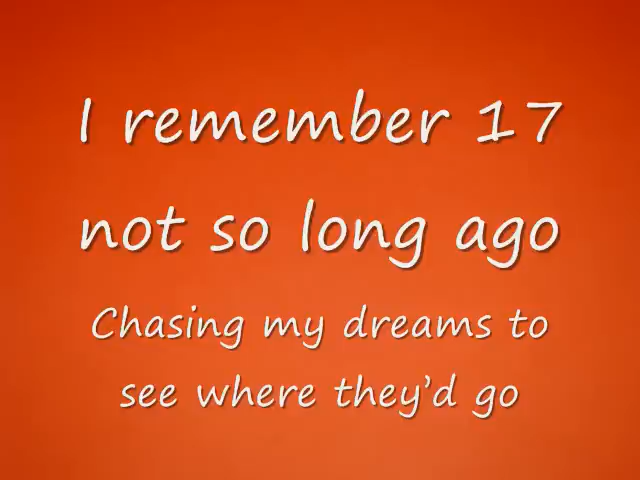 I remember 17
not so long ago
Chasing my dreams to
see where they’d go